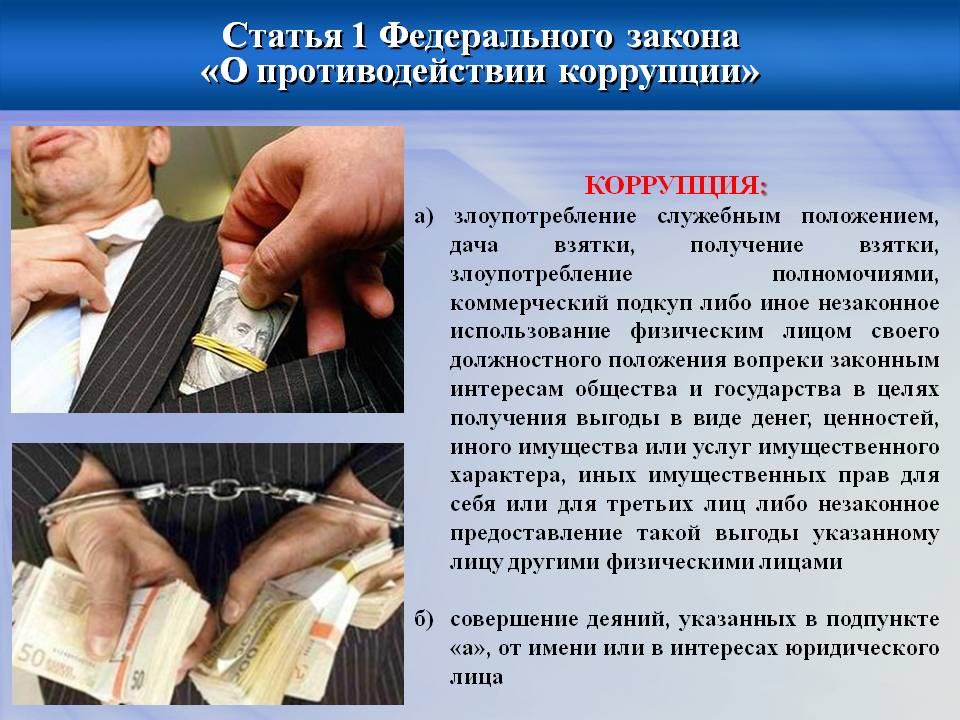 Статья 1 Федерального закона
«О противодействии коррупции»
КОРРУПЦИЯ:
а) злоупотребление служебным положением,
дача взятки, получение взятки,
злоупотребление полномочиями,
коммерческий подкуп либо иное незаконное
использование физическим лицом своего
должностного положения вопреки законным
интересам общества и государства в целях
получения выгоды в виде денег, ценностей,
иного имущества или услуг имущественного
характера, иных имущественных прав для
себя или для третьих лиц либо незаконное
предоставление такой выгоды указанному
лицу другими физическими лицами
б) совершение деяний, указанных в подпункте
«а», от имени или в интересах юридического
лица
50
50